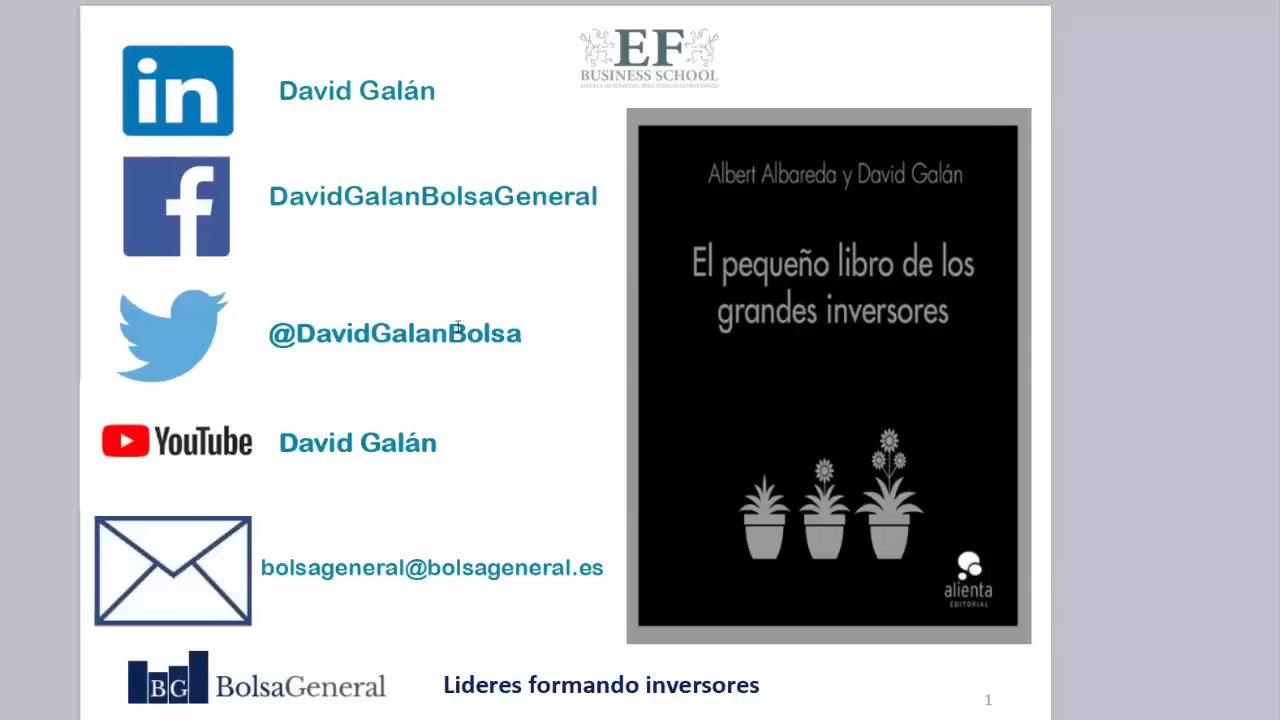 EF
BUSINESS SCHOOL
in
David Galán
f
DavidGalanBolsaGeneral
@DavidGalanBolsa
YouTube
David Galán
bolsageneral@bolsageneral.es
BG BolsaGeneral
Lideres formando inversores
Albert Albareda y David Galán
El pequeño libro de los
grandes inversores
alienta
EDITORIAL
1